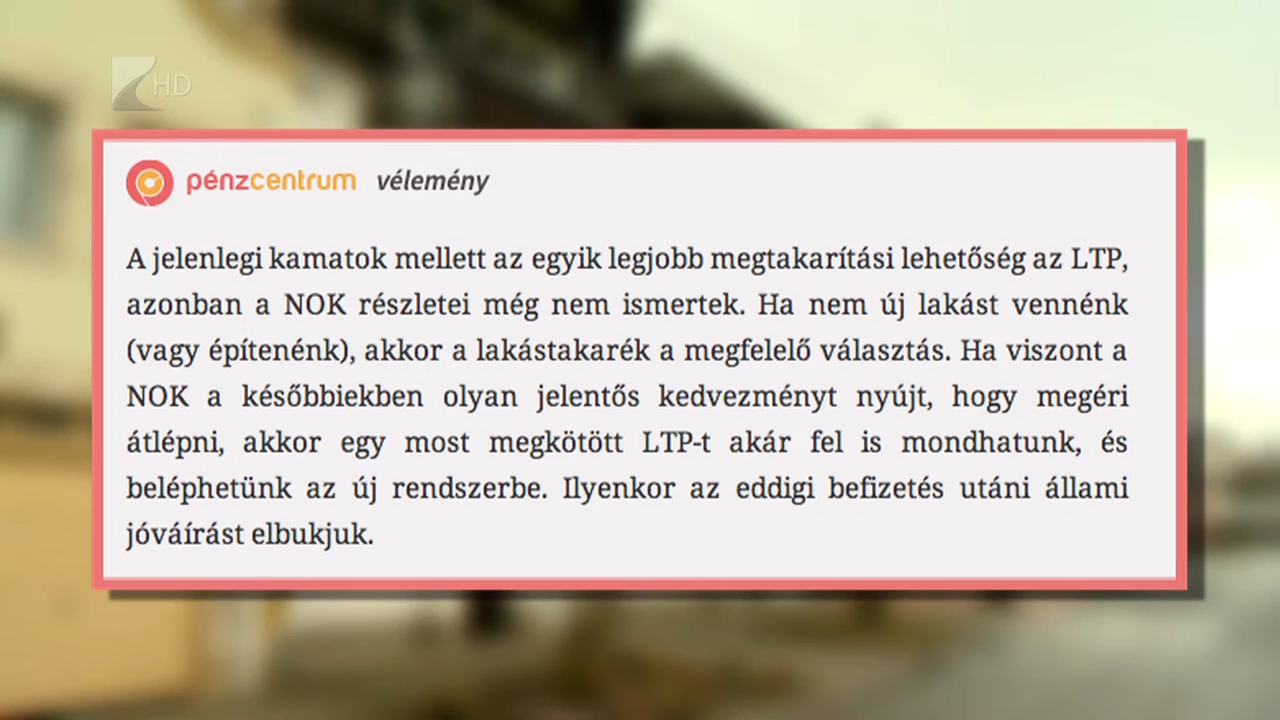 HD
pénzcentrum vélemény
A jelenlegi kamatok mellett az egyik legjobb megtakarítási lehetőség az LTP,
azonban a NOK részletei még nem ismertek. Ha nem új lakást vennénk
(vagy építenénk), akkor a lakástakarék a megfelelő választás. Ha viszont a
NOK a későbbiekben olyan jelentős kedvezményt nyújt, hogy megéri
átlépni, akkor egy most megkötött LTP-t akár fel is mondhatunk, és
beléphetünk az új rendszerbe. Ilyenkor az eddigi befizetés utáni állami
jóváírást elbukjuk.